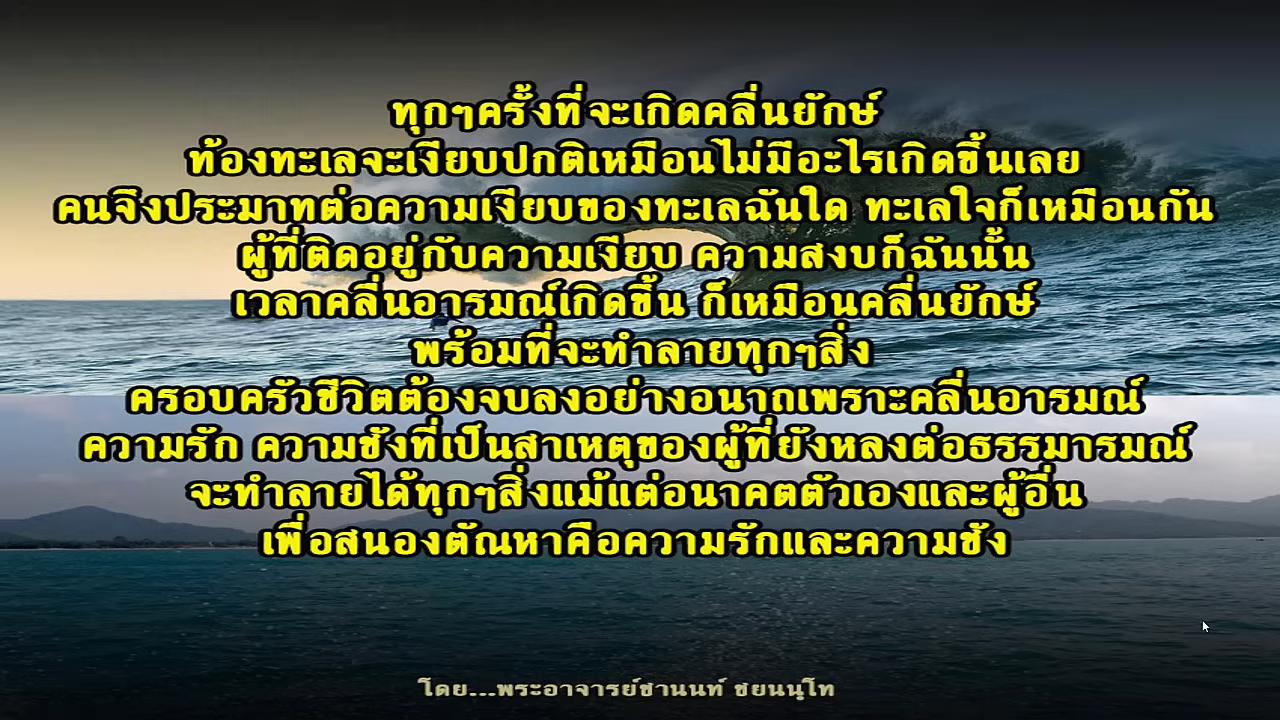 ทุกๆครั้งที่จะเกิดคลื่นยักษ์
ท้องทะเลจะเงียบปกติเหมือนไม่มีอะไรเกิดขึ้นเลย
คนจึงประมาทต่อความเงียบของทะเลฉันใด ทะเลใจก็เหมือนกัน
ผู้ที่ติดอยู่กับความเงียบ ความสงบก็ฉันนั้น
เวลาคลื่นอารมณ์เกิดขึ้น ก็เหมือนคลื่นยักษ์
พร้อมที่จะทำลายทุกๆสิ่ง
ครอบครัวชีวิตต้องจบลงอย่างอนาถเพราะคลื่นอารมณ์
ความรัก ความชังที่เป็นสาเหตุของผู้ที่ยังหลงต่อธรรมารมณ์
จะทำลายได้ทุกๆสิ่งแม้แต่อนาคตตัวเองและผู้อื่น
เพื่อสนองตัณหาคือความรักและความชัง
โดย...พระอาจารย์ชานนท์ ชยนนฺโท